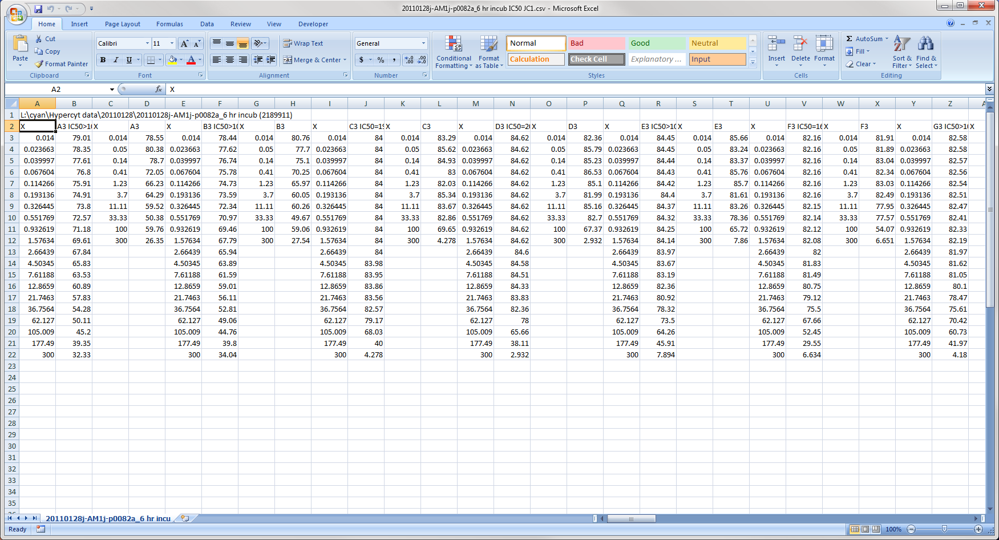 20110128j-AM1j-p0082a_6 hr incub IC50 JC1.csv - Microsoft Excel
Home Insert Page Layout Formulas Data Review View Developer
Paste Cut Copy Format Painter Clipboard
Calibri 11 B I U A Font
Wrap Text Merge & Center Alignment
General $ % , Number
Conditional Formatting Format as Table Normal Bad Good Neutral Calculation Check Cell Explanatory ... Input Styles
Insert Delete Format Cells
Σ AutoSum Fill Clear Sort & Filter Find & Select Editing
A2 fx X
A B C D E F G H I J K L M N O P Q R S T U V W X Y Z
1 L:\cyan\Hypercyt data\20110128\20110128j-AM1j-p0082a_6 hr incub (2189911)
2 X A3 IC50>10 X A3 X B3 IC50>10 X B3 X C3 IC50=19 X C3 X D3 IC50=20 X D3 X E3 IC50>10 X E3 X F3 IC50=16 X F3 X G3 IC50>10 X
3 0.014 79.01 0.014 78.55 0.014 78.44 0.014 80.76 0.014 84 0.014 83.29 0.014 84.62 0.014 82.36 0.014 84.45 0.014 85.66 0.014 82.16 0.014 81.91 0.014 82.58
4 0.023663 78.35 0.05 80.38 0.023663 77.62 0.05 77.7 0.023663 84 0.05 85.62 0.023663 84.62 0.05 85.79 0.023663 84.45 0.05 83.24 0.023663 82.16 0.05 81.89 0.023663 82.58
5 0.039997 77.61 0.14 78.7 0.039997 76.74 0.14 75.1 0.039997 84 0.14 84.93 0.039997 84.62 0.14 85.23 0.039997 84.44 0.14 83.37 0.039997 82.16 0.14 83.04 0.039997 82.57
6 0.067604 76.8 0.41 72.05 0.067604 75.78 0.41 70.25 0.067604 84 0.41 83 0.067604 84.62 0.41 86.53 0.067604 84.43 0.41 85.76 0.067604 82.16 0.41 82.34 0.067604 82.56
7 0.114266 75.91 1.23 66.23 0.114266 74.73 1.23 65.97 0.114266 84 1.23 82.03 0.114266 84.62 1.23 85.1 0.114266 84.42 1.23 85.7 0.114266 82.16 1.23 83.03 0.114266 82.54
8 0.193136 74.91 3.7 64.29 0.193136 73.59 3.7 60.05 0.193136 84 3.7 85.34 0.193136 84.62 3.7 81.99 0.193136 84.4 3.7 81.61 0.193136 82.16 3.7 82.49 0.193136 82.51
9 0.326445 73.8 11.11 59.52 0.326445 72.34 11.11 60.26 0.326445 84 11.11 83.67 0.326445 84.62 11.11 85.16 0.326445 84.37 11.11 83.26 0.326445 82.15 11.11 77.95 0.326445 82.47
10 0.551769 72.57 33.33 50.38 0.551769 70.97 33.33 49.67 0.551769 84 33.33 82.86 0.551769 84.62 33.33 82.7 0.551769 84.32 33.33 78.36 0.551769 82.14 33.33 77.57 0.551769 82.41
11 0.932619 71.18 100 59.76 0.932619 69.46 100 59.06 0.932619 84 100 69.65 0.932619 84.62 100 67.37 0.932619 84.25 100 65.72 0.932619 82.12 100 54.07 0.932619 82.33
12 1.57634 69.61 300 26.35 1.57634 67.79 300 27.54 1.57634 84 300 4.278 1.57634 84.62 300 2.932 1.57634 84.14 300 7.86 1.57634 82.08 300 6.651 1.57634 82.19
13 2.66439 67.84 2.66439 65.94 2.66439 84 2.66439 84.6 2.66439 83.97 2.66439 82 2.66439 81.97
14 4.50345 65.83 4.50345 63.89 4.50345 83.98 4.50345 84.58 4.50345 83.67 4.50345 81.83 4.50345 81.62
15 7.61188 63.53 7.61188 61.59 7.61188 83.95 7.61188 84.51 7.61188 83.19 7.61188 81.49 7.61188 81.05
16 12.8659 60.89 12.8659 59.01 12.8659 83.86 12.8659 84.33 12.8659 82.36 12.8659 80.75 12.8659 80.1
17 21.7463 57.83 21.7463 56.11 21.7463 83.56 21.7463 83.83 21.7463 80.92 21.7463 79.12 21.7463 78.47
18 36.7564 54.28 36.7564 52.81 36.7564 82.57 36.7564 82.36 36.7564 78.32 36.7564 75.5 36.7564 75.61
19 62.127 50.11 62.127 49.06 62.127 79.17 62.127 78 62.127 73.5 62.127 67.66 62.127 70.42
20 105.009 45.2 105.009 44.76 105.009 68.03 105.009 65.66 105.009 64.26 105.009 52.45 105.009 60.73
21 177.49 39.35 177.49 39.8 177.49 40 177.49 38.11 177.49 45.91 177.49 29.55 177.49 41.97
22 300 32.33 300 34.04 300 4.278 300 2.932 300 7.894 300 6.634 300 4.18
23
24
25
26
27
28
29
30
31
32
33
34
35
20110128j-AM1j-p0082a_6 hr incu
Ready 100%